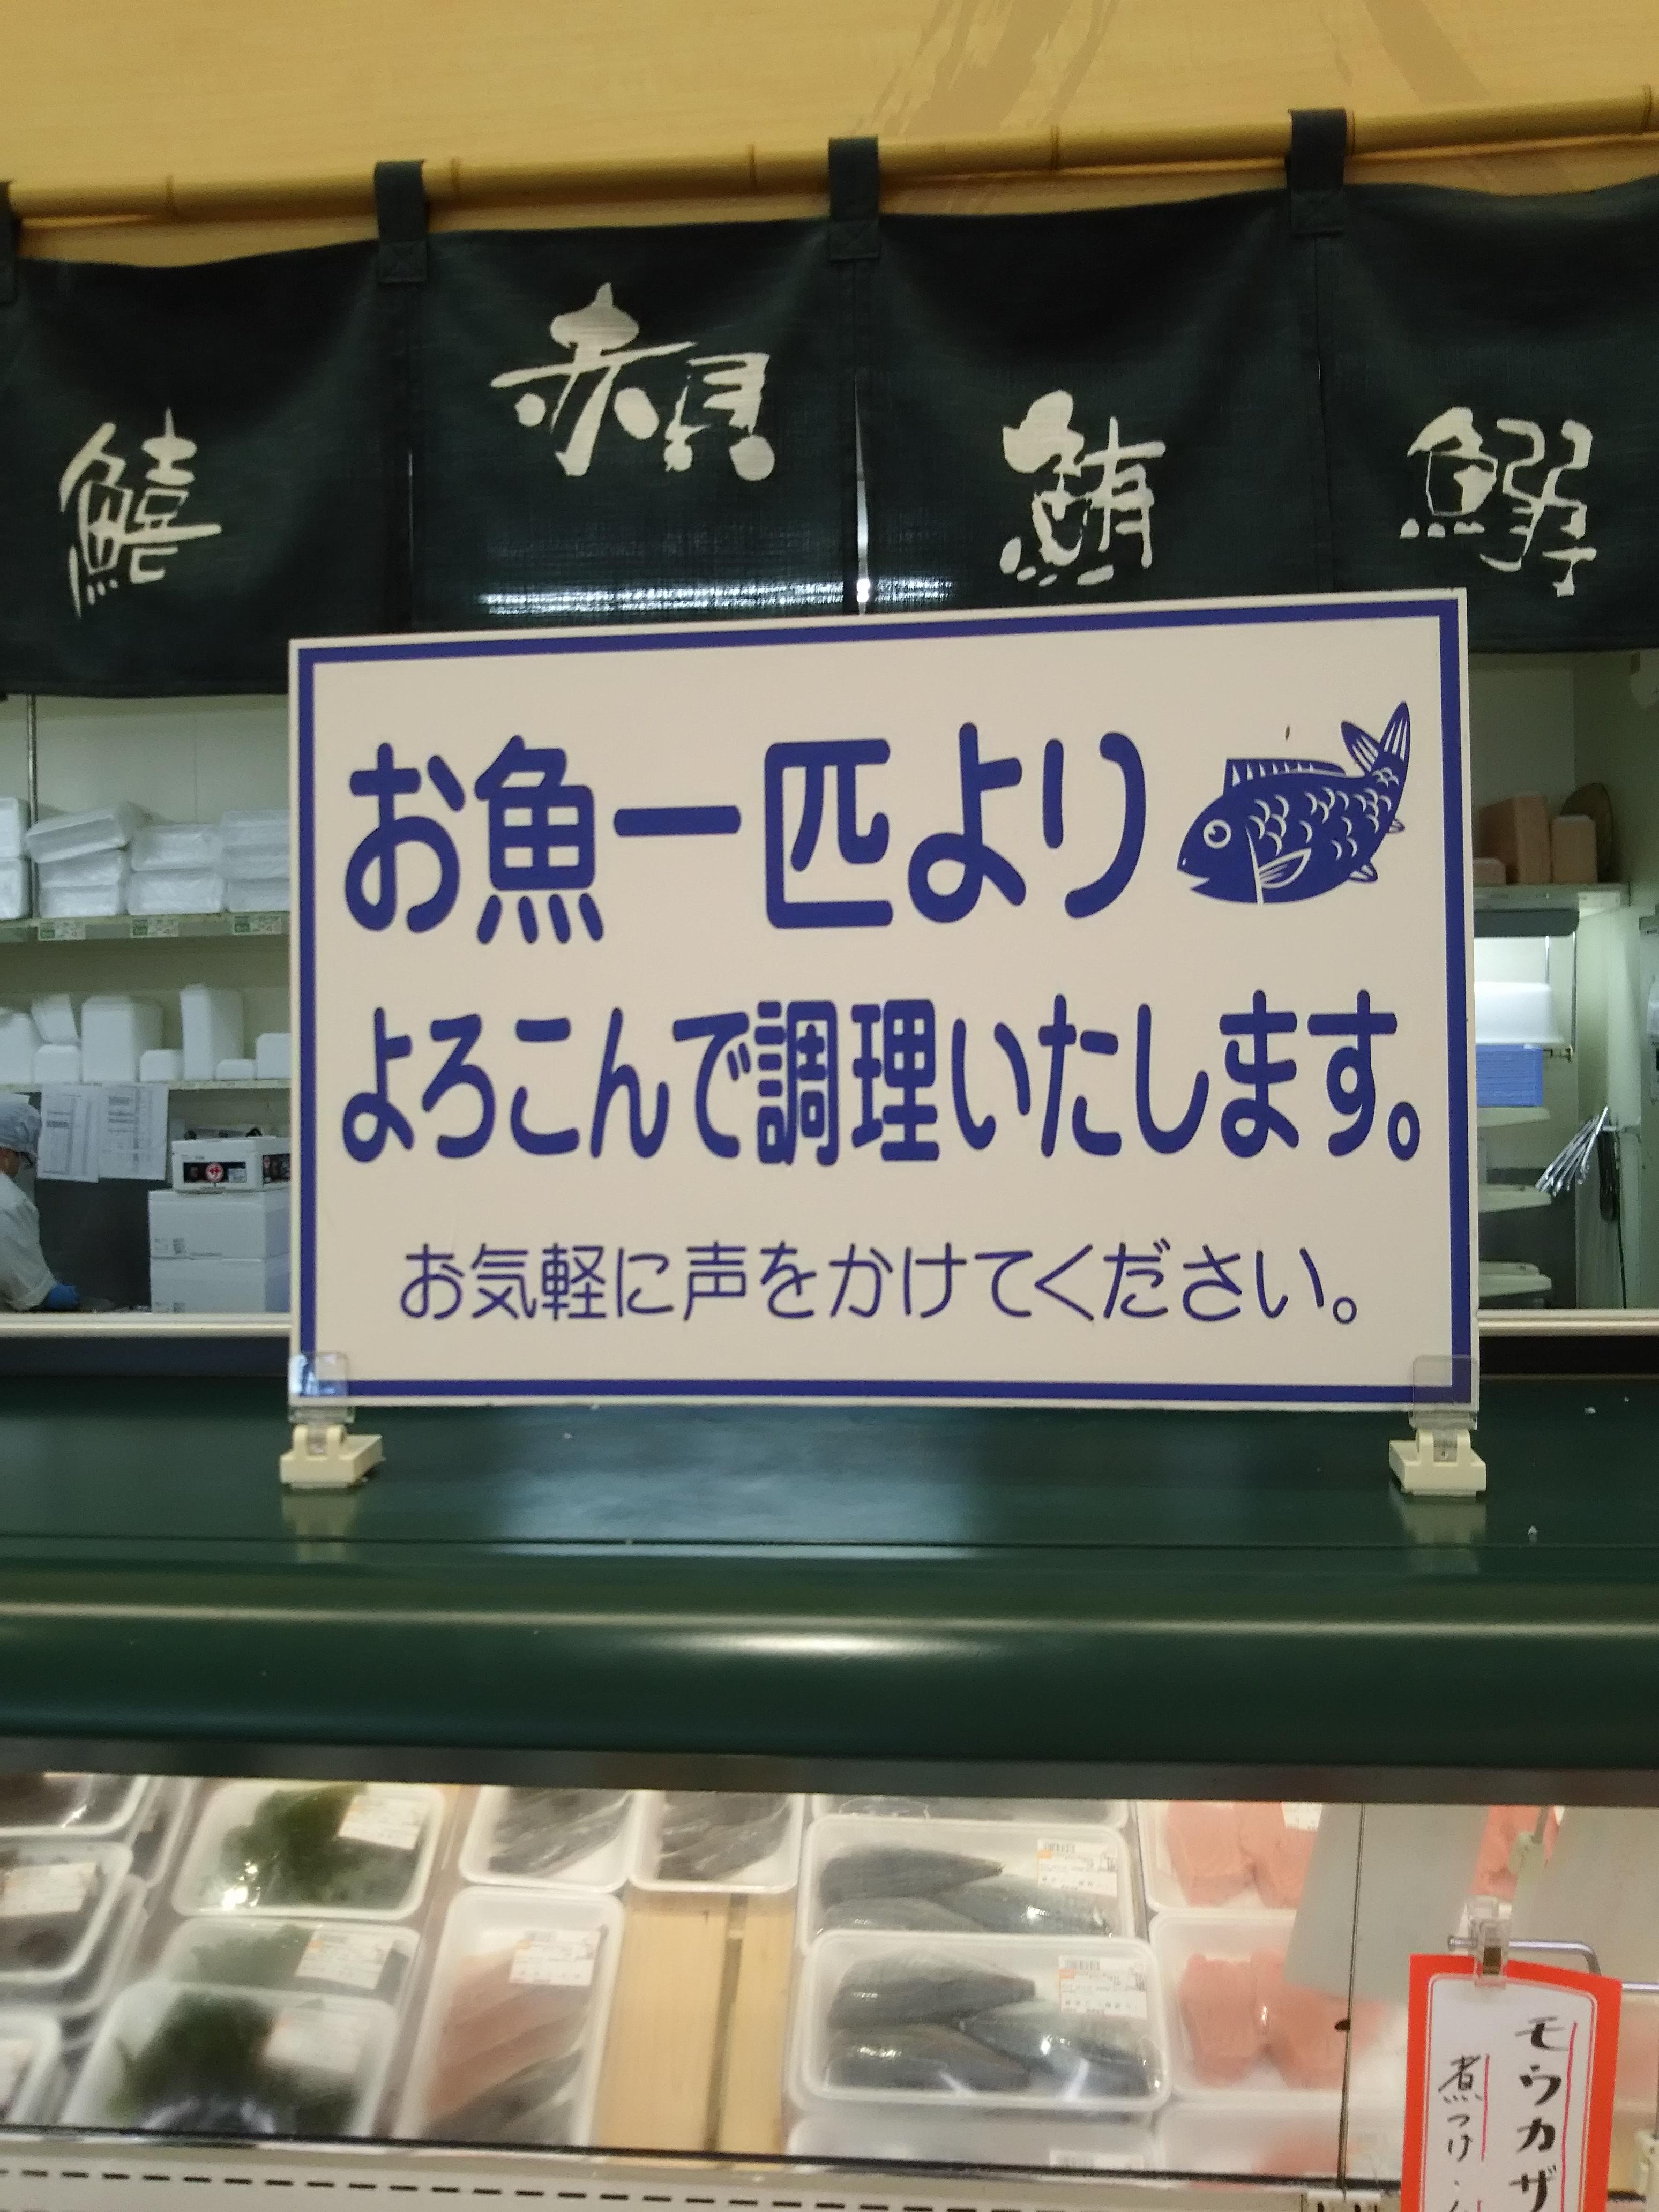 鱚
赤貝
鮪
鰯
お魚一匹より
よろこんで調理いたします。
お気軽に声をかけてください。
モウカザ
煮つけ